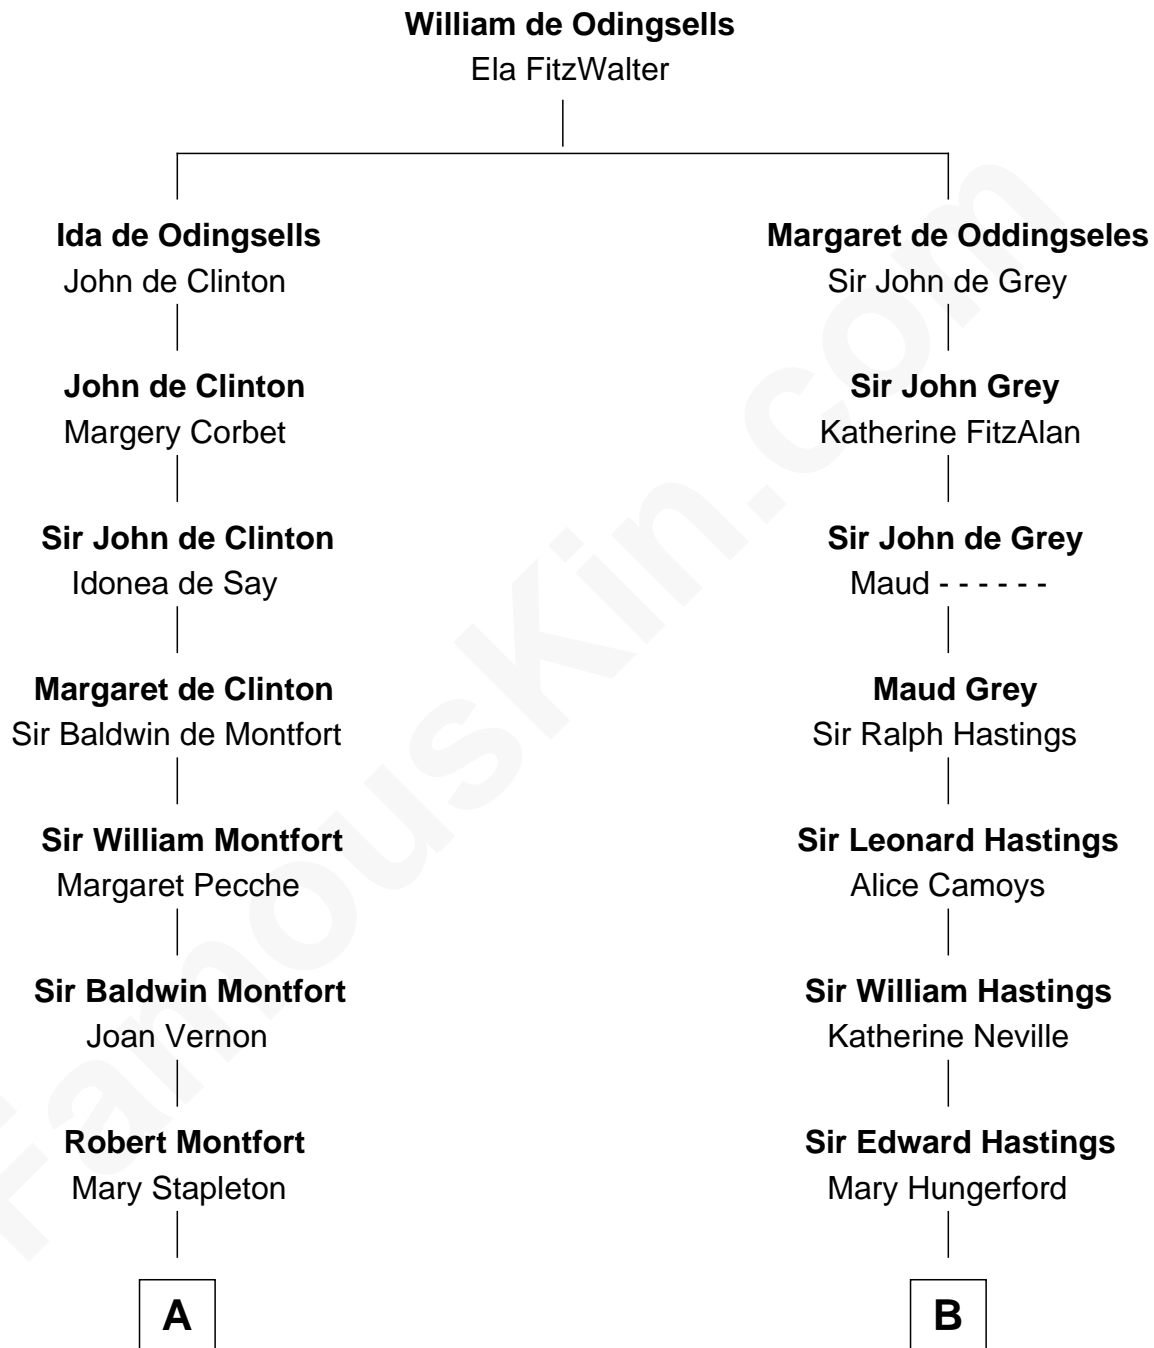 William de Odingsells
Ela FitzWalter
Ida de Odingsells
John de Clinton
Margaret de Oddingseles
Sir John de Grey
John de Clinton
Margery Corbet
Sir John Grey
Katherine FitzAlan
Sir John de Clinton
Idonea de Say
Sir John de Grey
Maud - - - - - -
Margaret de Clinton
Sir Baldwin de Montfort
Maud Grey
Sir Ralph Hastings
Sir William Montfort
Margaret Pecche
Sir Leonard Hastings
Alice Camoys
Sir Baldwin Montfort
Joan Vernon
Sir William Hastings
Katherine Neville
Robert Montfort
Mary Stapleton
Sir Edward Hastings
Mary Hungerford
A
B
FamousKin.com